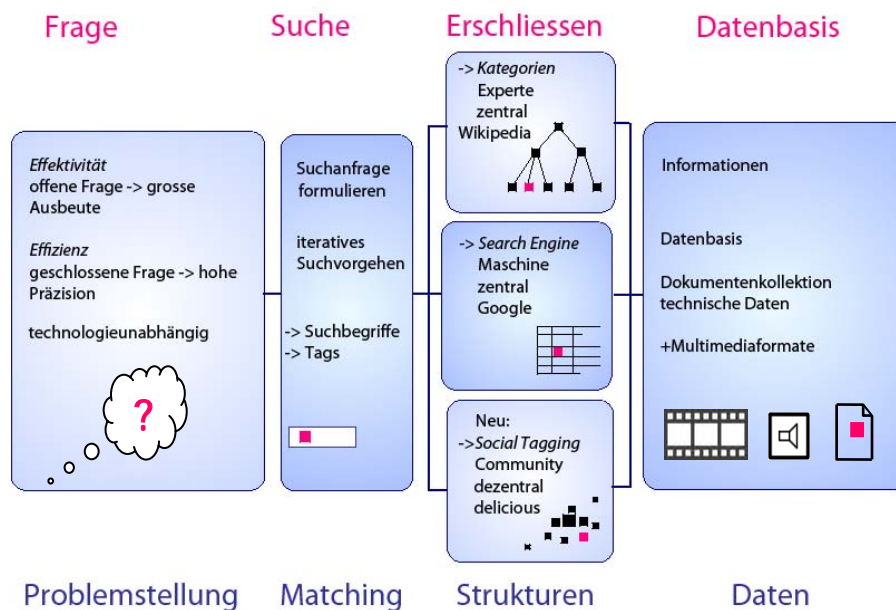 Frage
Suche
Erschliessen
Datenbasis
Effektivität
offene Frage -> grosse
Ausbeute
Effizienz
geschlossene Frage -> hohe
Präzision
technologieunabhängig
?
Suchanfrage
formulieren
iteratives
Suchvorgehen
-> Suchbegriffe
-> Tags
-> Kategorien
Experte
zentral
Wikipedia
-> Search Engine
Maschine
zentral
Google
Neu:
->Social Tagging
Community
dezentral
delicious
Informationen
Datenbasis
Dokumentenkollektion
technische Daten
+Multimediaformate
Problemstellung
Matching
Strukturen
Daten